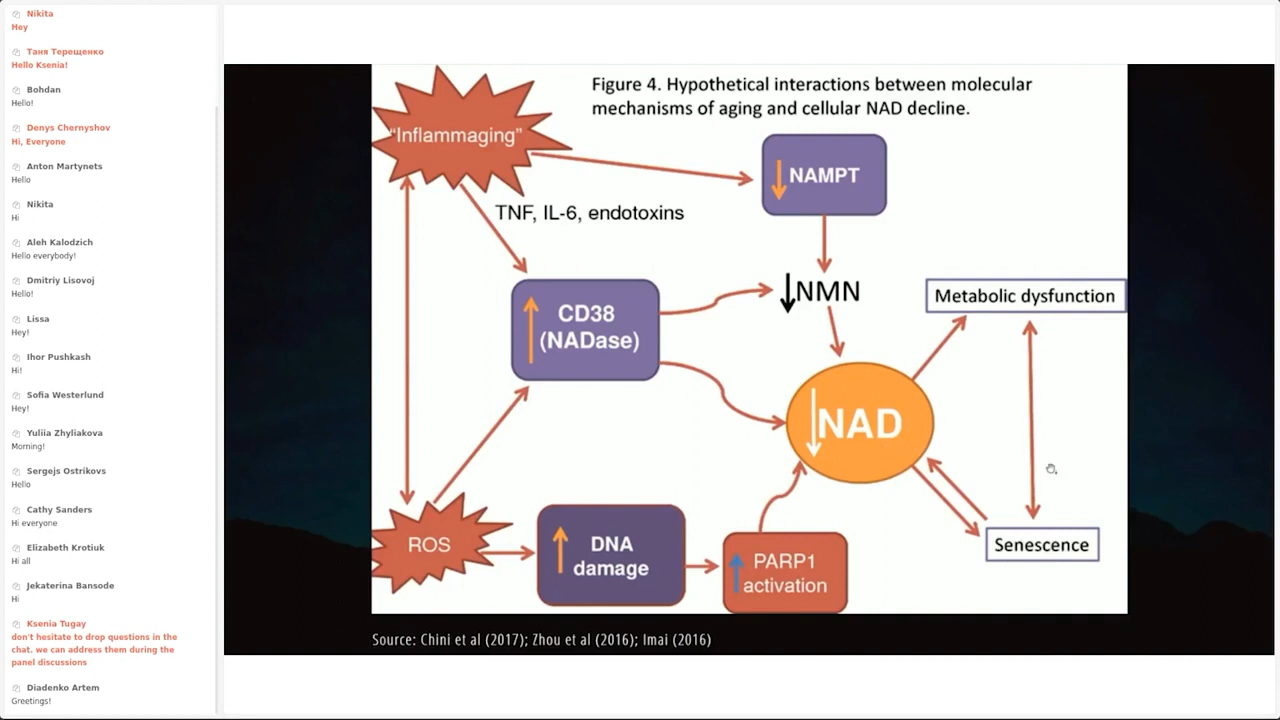 Nikita
Hey
Таня Терещенко
Hello Ksenia!
Bohdan
Hello!
Denys Chernyshov
Hi, Everyone
Anton Martynets
Hello
Nikita
Hi
Aleh Kalodzich
Hello everybody!
Dmitriy Lisovoj
Hello!
Lissa
Hey!
Ihor Pushkash
Hi!
Sofia Westerlund
Hey!
Yuliia Zhyliakova
Morning!
Sergejs Ostrikovs
Hello
Cathy Sanders
Hi everyone
Elizabeth Krotiuk
Hi all
Jekaterina Bansode
Hi
Ksenia Tugay
don't hesitate to drop questions in the
chat. we can address them during the
panel discussions
Diadenko Artem
Greetings!
Figure 4. Hypothetical interactions between molecular
mechanisms of aging and cellular NAD decline.
"Inflammaging"
NAMPT
TNF, IL-6, endotoxins
NMN
Metabolic dysfunction
CD38
(NADase)
NAD
ROS
DNA
damage
PARP1
activation
Senescence
Source: Chini et al (2017); Zhou et al (2016); Imai (2016)